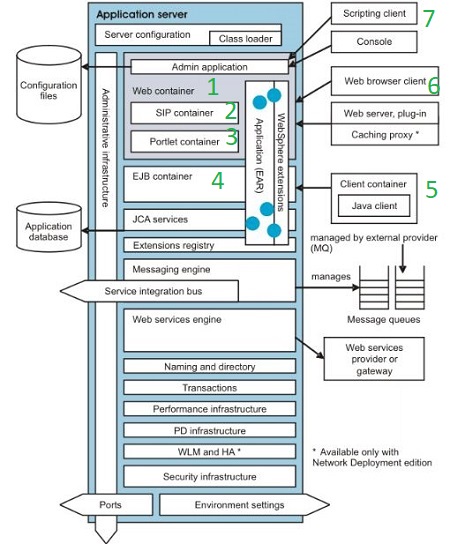 Application server
Server configuration
Class loader
Admin application
Scripting client
7
Console
Configuration
files
Web container
1
SIP container
2
Portlet container
3
Web browser client
6
Web server, plug-in
Caching proxy *
Administrative infrastructure
Application (EAR)
WebSphere extensions
EJB container
4
Client container
5
Java client
Application
database
JCA services
Extensions registry
managed by external provider
(MQ)
Messaging engine
manages
Service integration bus
Message queues
Web services engine
Web services
provider or
gateway
Naming and directory
Transactions
Performance infrastructure
PD infrastructure
WLM and HA *
* Available only with
Network Deployment edition
Security infrastructure
Ports
Environment settings